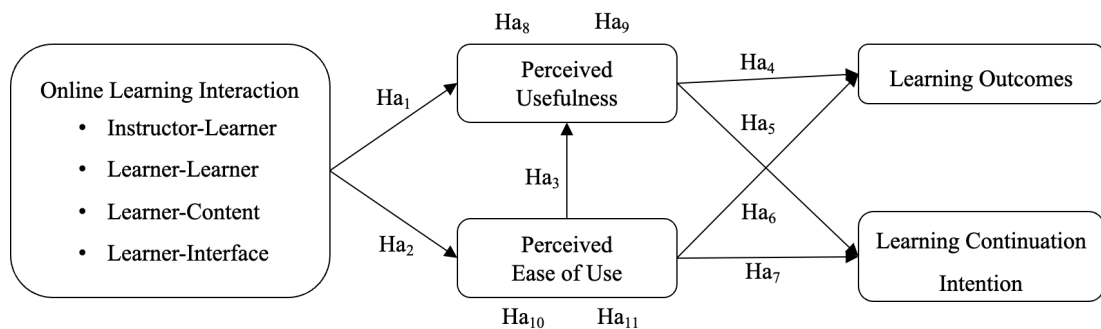 Ha₈ Ha₉
Online Learning Interaction
• Instructor-Learner
• Learner-Learner
• Learner-Content
• Learner-Interface
Ha₁
Ha₂
Perceived
Usefulness
Ha₃
Perceived
Ease of Use
Ha₁₀ Ha₁₁
Ha₄
Ha₅
Ha₆
Ha₇
Learning Outcomes
Learning Continuation
Intention